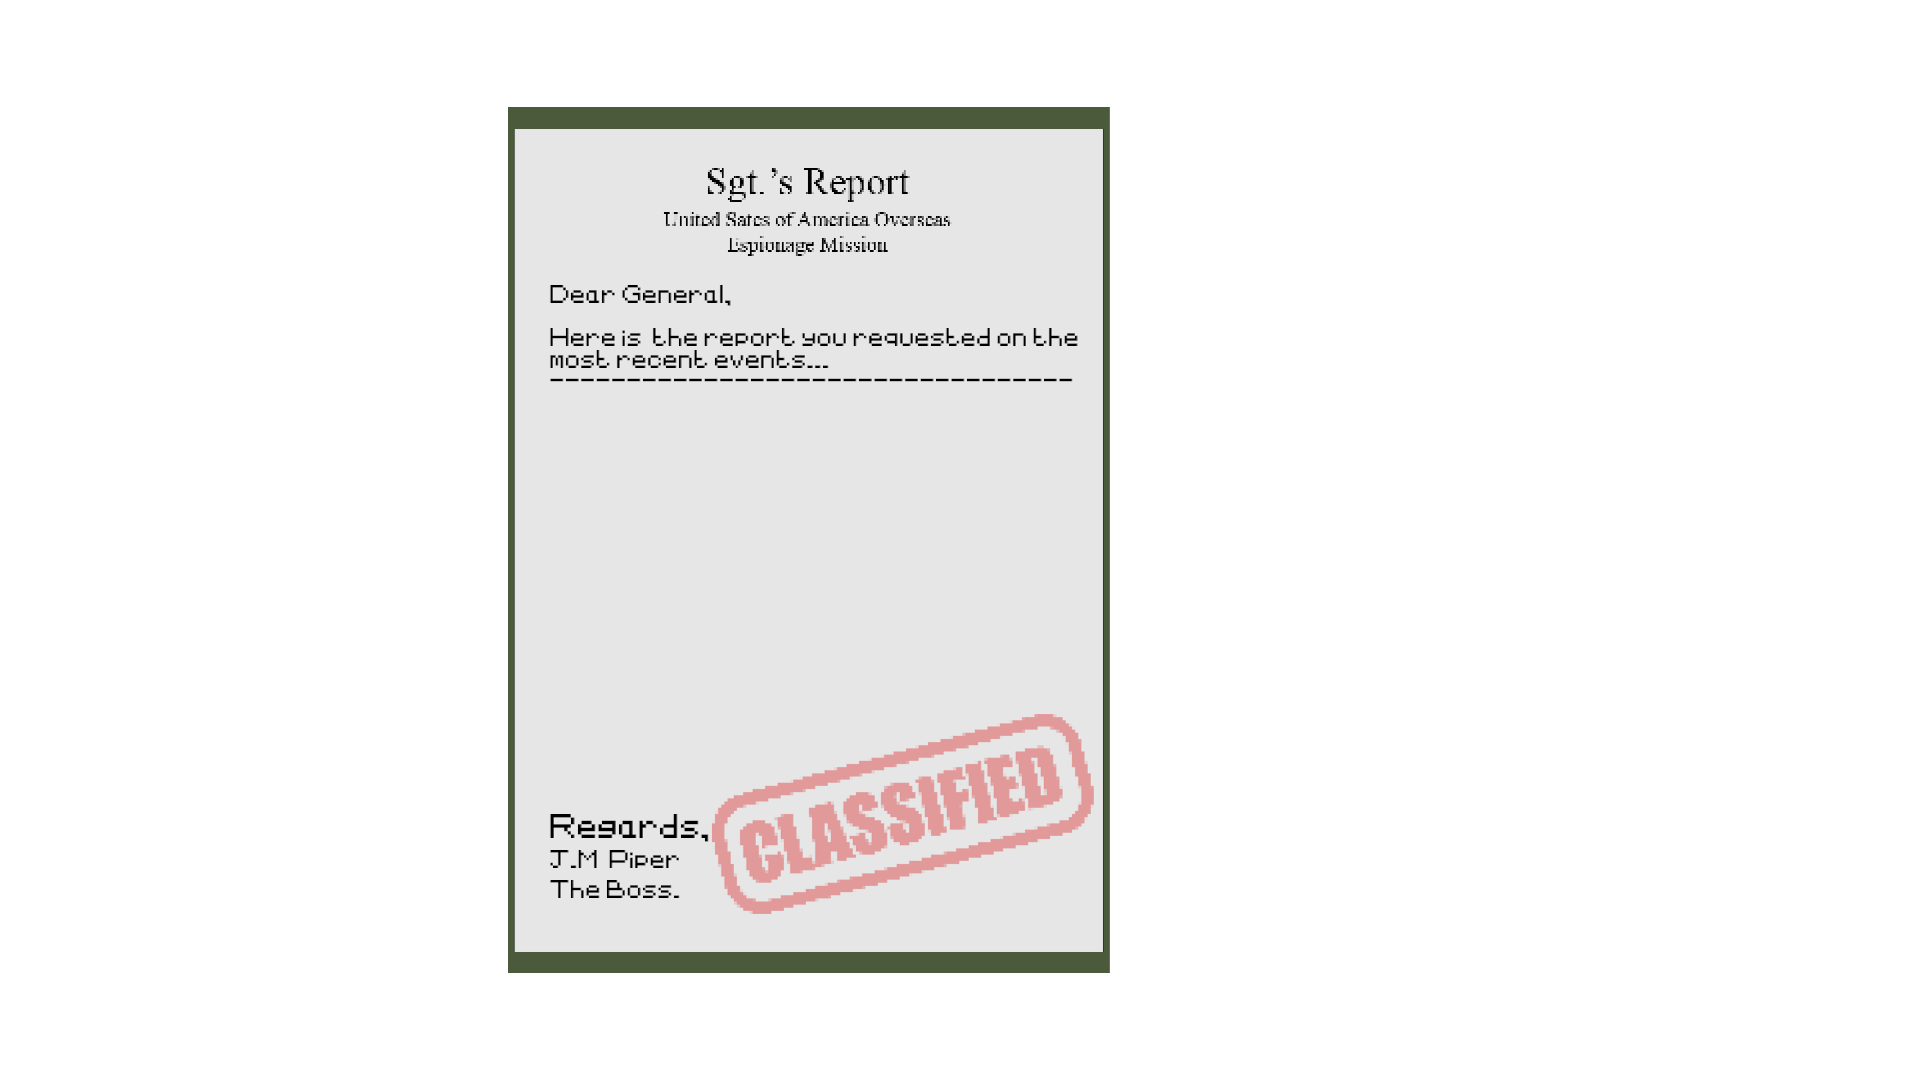 Sgt.’s Report
United Sates of America Overseas
Espionage Mission
Dear General,
Here is the report you requested on the
most recent events...
----------------------------------
Regards,
J.M Piper
The Boss.
CLASSIFIED